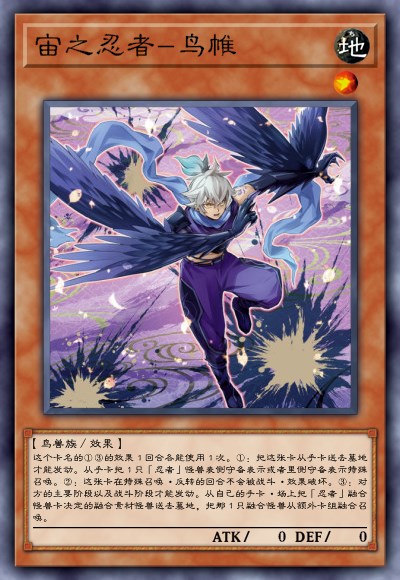 宙之忍者-鸟帷
地
【鸟兽族／效果】
这个卡名的①③的效果1回合各能使用1次。①：把这张卡从手卡送去墓地
才能发动。从手卡把1只「忍者」怪兽表侧守备表示或者里侧守备表示特殊
召唤。②：这张卡在特殊召唤·反转的回合不会被战斗·效果破坏。③：对
方的主要阶段以及战斗阶段才能发动。从自己的手卡·场上把「忍者」融合
怪兽卡决定的融合素材怪兽送去墓地，把那1只融合怪兽从额外卡组融合召
唤。
ATK/ 0 DEF/ 0